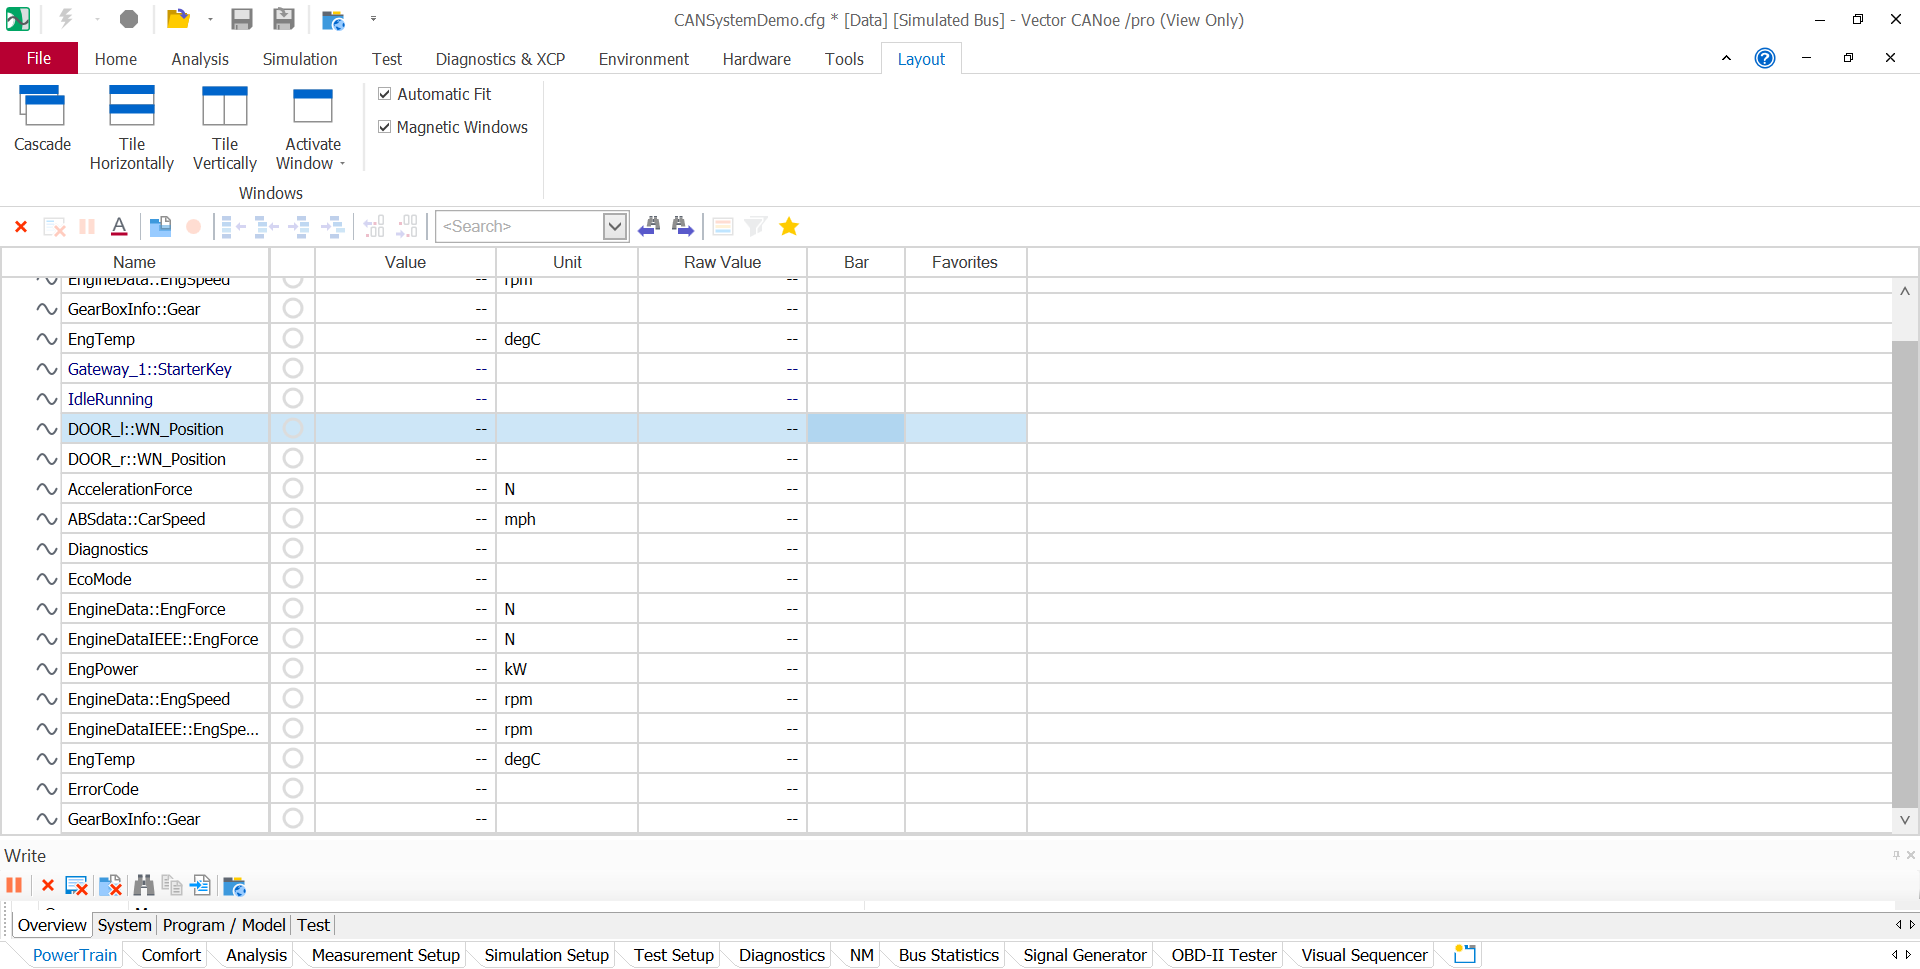 CANSystemDemo.cfg * [Data] [Simulated Bus] - Vector CANoe /pro (View Only)
File Home Analysis Simulation Test Diagnostics & XCP Environment Hardware Tools Layout
Cascade Tile Horizontally Tile Vertically Activate Window
Automatic Fit
Magnetic Windows
Windows
<Search>
Name Value Unit Raw Value Bar Favorites
EngineData::EngSpeed -- rpm --
GearBoxInfo::Gear -- --
EngTemp -- degC --
Gateway_1::StarterKey -- --
IdleRunning -- --
DOOR_l::WN_Position -- --
DOOR_r::WN_Position -- --
AccelerationForce -- N --
ABSdata::CarSpeed -- mph --
Diagnostics -- --
EcoMode -- --
EngineData::EngForce -- N --
EngineDataIEEE::EngForce -- N --
EngPower -- kW --
EngineData::EngSpeed -- rpm --
EngineDataIEEE::EngSpe... -- rpm --
EngTemp -- degC --
ErrorCode -- --
GearBoxInfo::Gear -- --
Write
Overview System Program / Model Test
PowerTrain Comfort Analysis Measurement Setup Simulation Setup Test Setup Diagnostics NM Bus Statistics Signal Generator OBD-II Tester Visual Sequencer